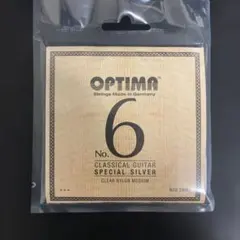 OPTIMA
Strings Made in Germany
No. 6
CLASSICAL GUITAR
SPECIAL SILVER
CLEAR NYLON MEDIUM